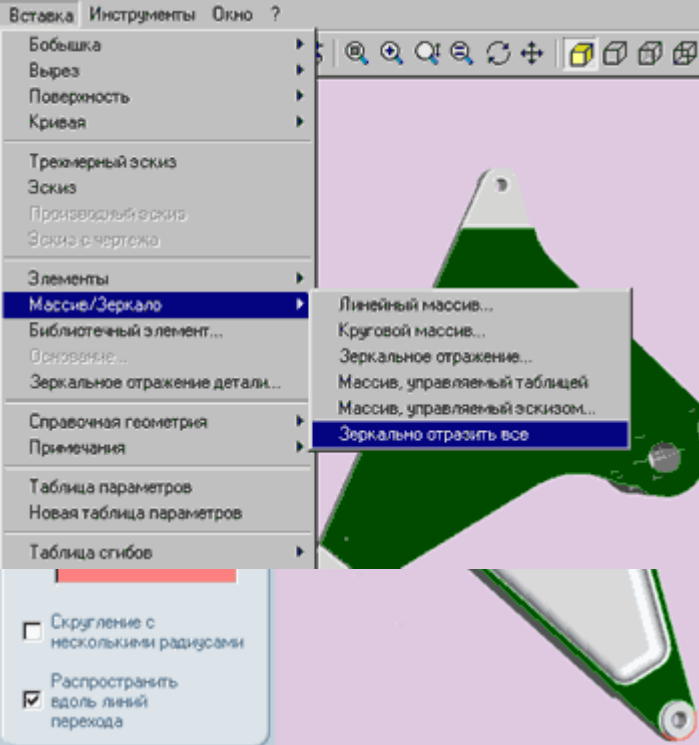 Вставка Инструменты Окно ?
Бобышка
Вырез
Поверхность
Кривая
Трехмерный эскиз
Эскиз
Производный эскиз
Эскиз с чертежа
Элементы
Массив/Зеркало
Линейный массив...
Круговой массив...
Зеркальное отражение...
Массив, управляемый таблицей
Массив, управляемый эскизом...
Зеркально отразить все
Библиотечный элемент...
Основание...
Зеркальное отражение детали...
Справочная геометрия
Примечания
Таблица параметров
Новая таблица параметров
Таблица сгибов
Скругление с
несколькими радиусами
Распространить
вдоль линий
перехода